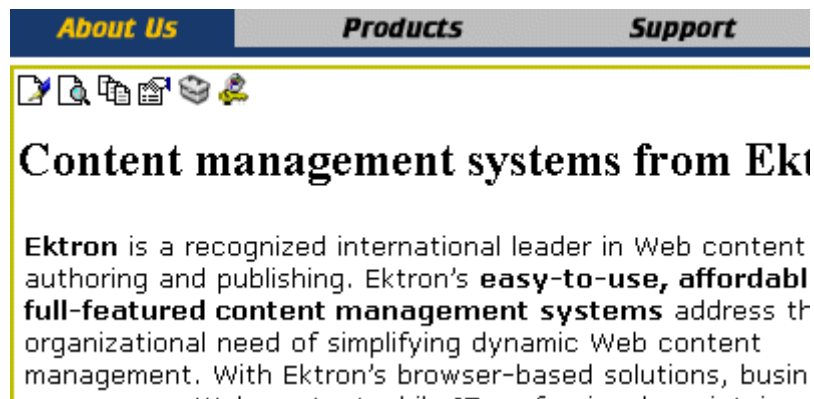 About Us Products Support
Content management systems from Ekt
Ektron is a recognized international leader in Web content
authoring and publishing. Ektron's easy-to-use, affordabl
full-featured content management systems address th
organizational need of simplifying dynamic Web content
management. With Ektron's browser-based solutions, busin